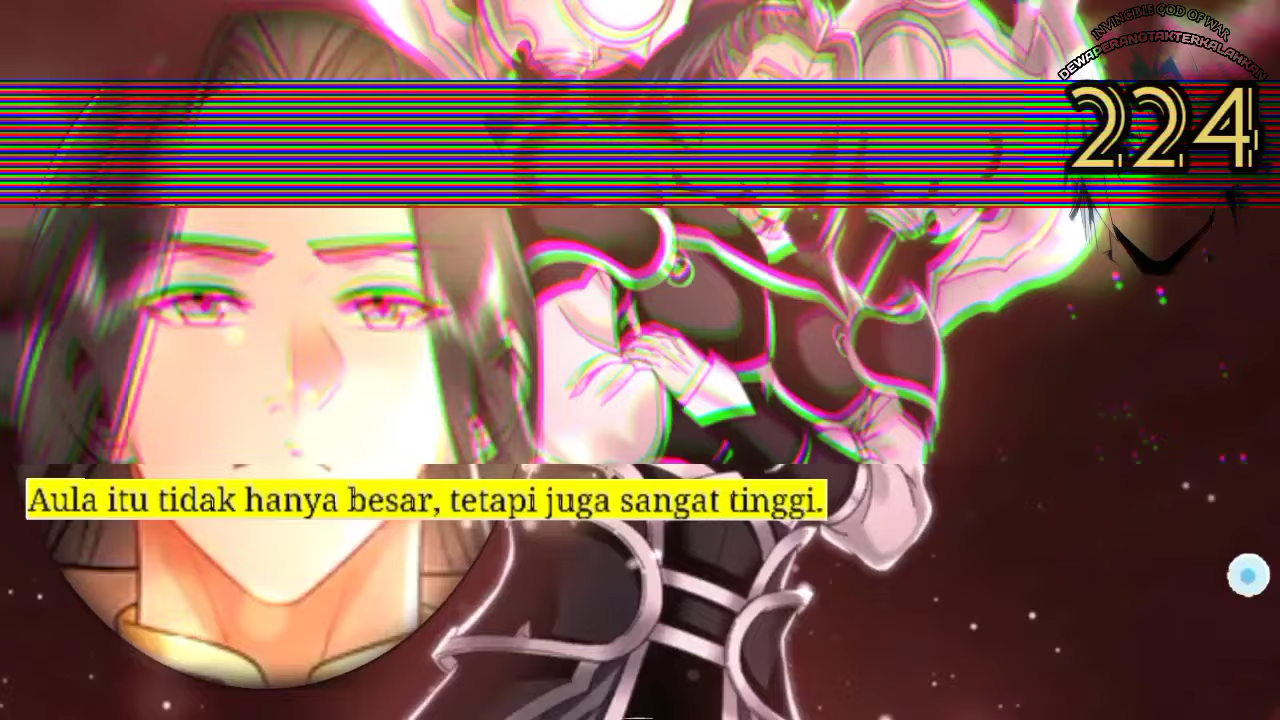 INVINCIBLE GOD OF WAR
DEWAPERANGTAKTERKALAHKAN
224
Aula itu tidak hanya besar, tetapi juga sangat tinggi.